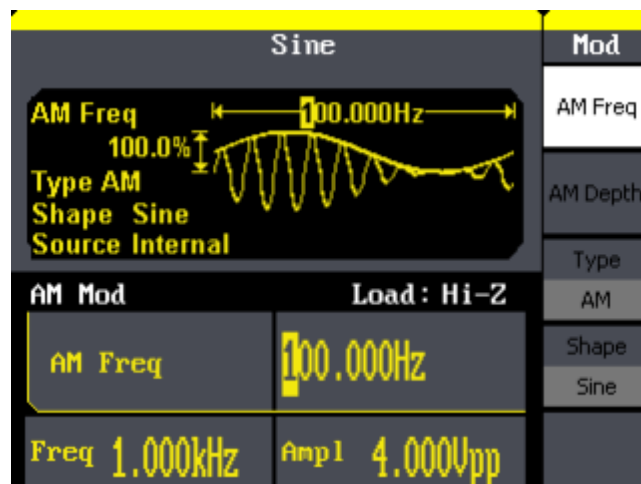 Sine
Mod
AM Freq 100.000Hz
100.0%
Type AM
Shape Sine
Source Internal
AM Freq
AM Depth
Type
AM
Shape
Sine
AM Mod Load: Hi-Z
AM Freq 100.000Hz
Freq 1.000kHz Ampl 4.000Vpp